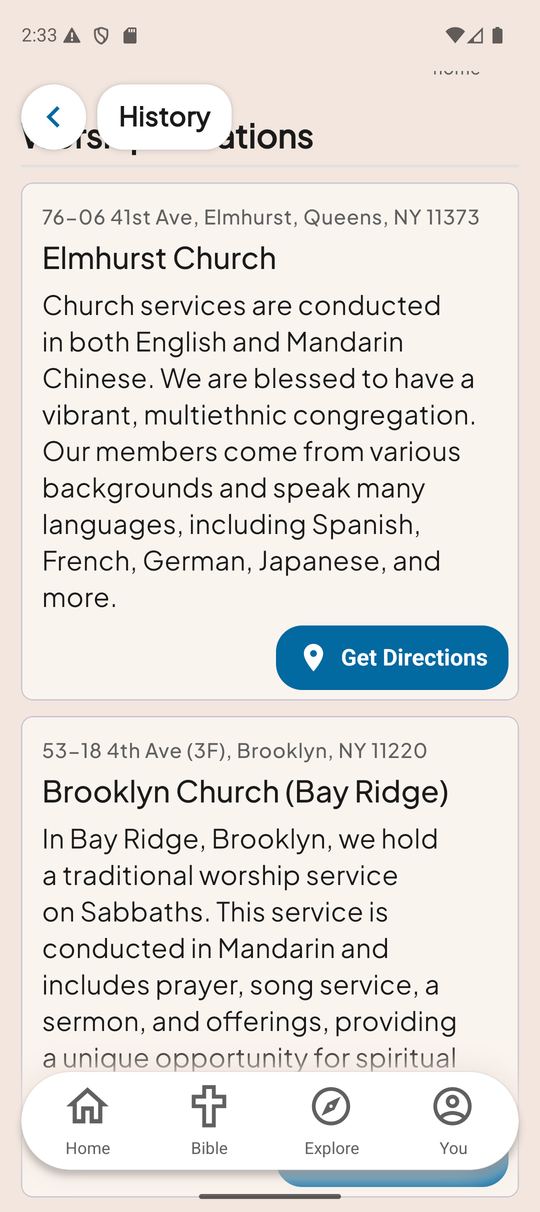 2:33
History
76-06 41st Ave, Elmhurst, Queens, NY 11373
Elmhurst Church
Church services are conducted
in both English and Mandarin
Chinese. We are blessed to have a
vibrant, multiethnic congregation.
Our members come from various
backgrounds and speak many
languages, including Spanish,
French, German, Japanese, and
more.
Get Directions
53-18 4th Ave (3F), Brooklyn, NY 11220
Brooklyn Church (Bay Ridge)
In Bay Ridge, Brooklyn, we hold
a traditional worship service
on Sabbaths. This service is
conducted in Mandarin and
includes prayer, song service, a
sermon, and offerings, providing
a unique opportunity for spiritual
Home
Bible
Explore
You